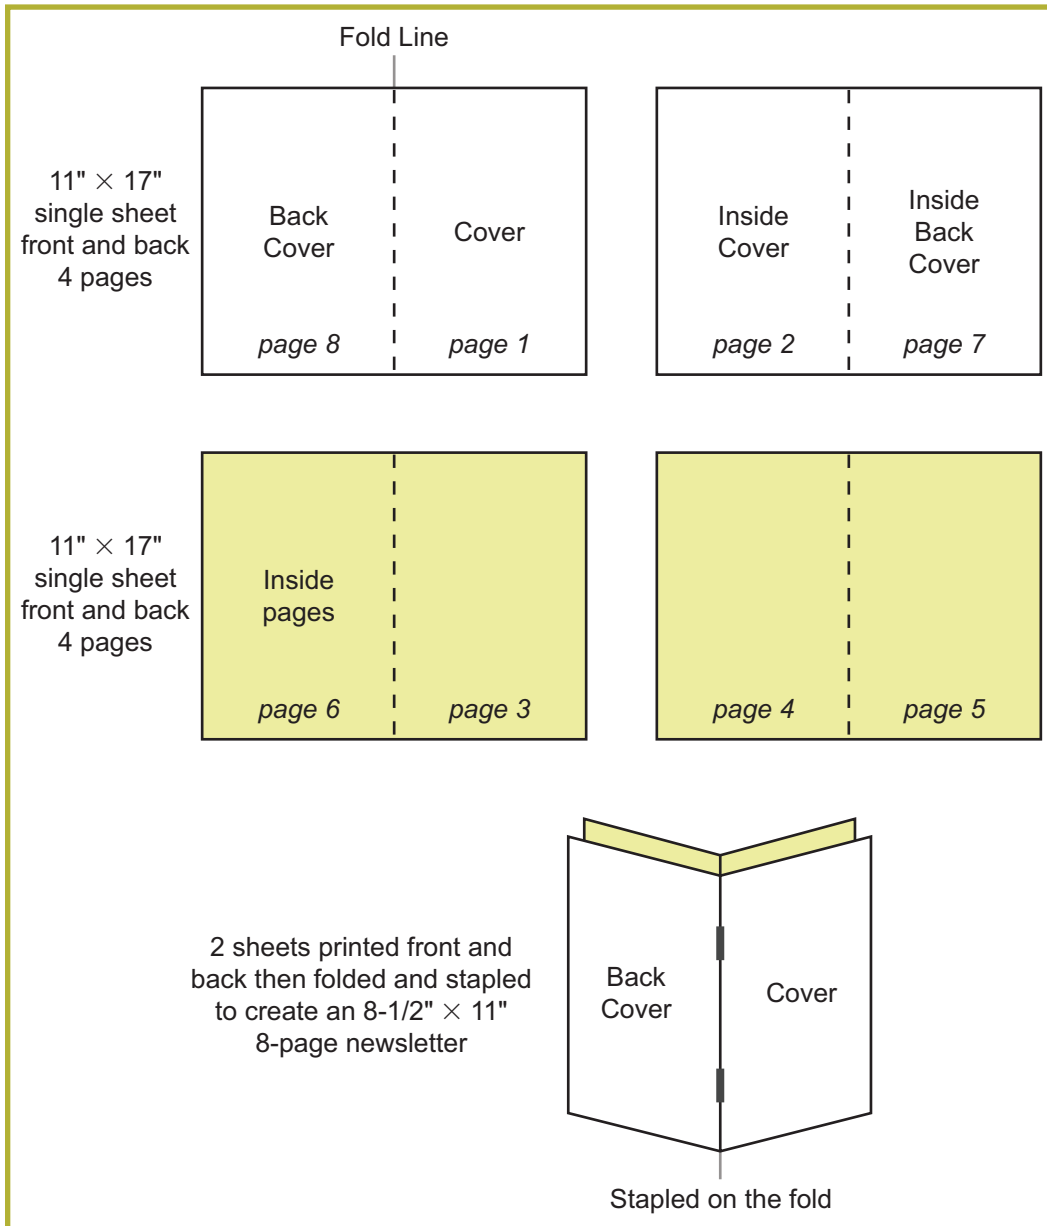 Fold Line
11" × 17"
single sheet
front and back
4 pages
Back
Cover
page 8
Cover
page 1
Inside
Cover
page 2
Inside
Back
Cover
page 7
11" × 17"
single sheet
front and back
4 pages
Inside
pages
page 6
page 3
page 4
page 5
2 sheets printed front and
back then folded and stapled
to create an 8-1/2" × 11"
8-page newsletter
Back
Cover
Cover
Stapled on the fold